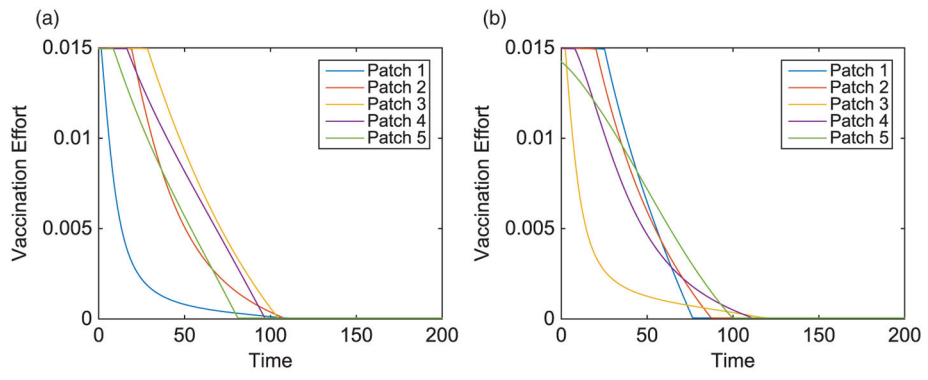 (a)
Vaccination Effort
0.015
0.01
0.005
0
Patch 1
Patch 2
Patch 3
Patch 4
Patch 5
0 50 100 150 200
Time
(b)
Vaccination Effort
0.015
0.01
0.005
0
Patch 1
Patch 2
Patch 3
Patch 4
Patch 5
0 50 100 150 200
Time